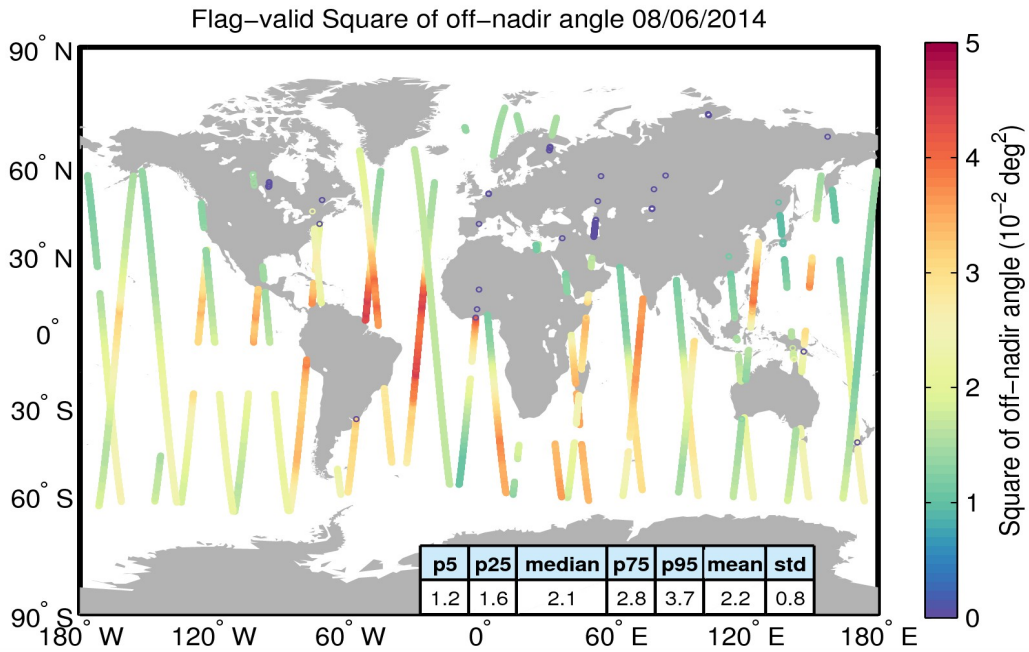 Flag−valid Square of off−nadir angle 08/06/2014
90° N
60° N
30° N
0°
30° S
60° S
90° S
180° W
120° W
60° W
0°
60° E
120° E
180° E
p5 p25 median p75 p95 mean std
1.2 1.6 2.1 2.8 3.7 2.2 0.8
5
4
3
2
1
0
Square of off−nadir angle (10⁻² deg²)